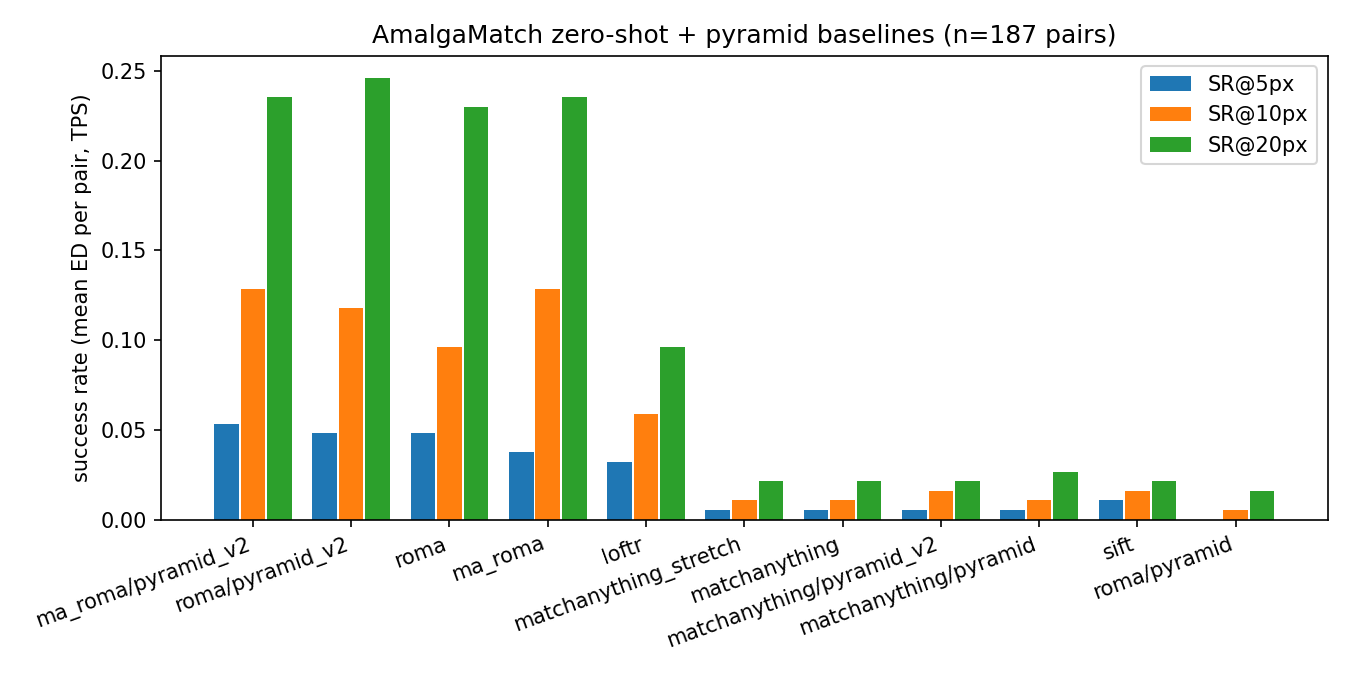 AmalgaMatch zero-shot + pyramid baselines (n=187 pairs)
SR@5px
SR@10px
SR@20px
success rate (mean ED per pair, TPS)
0.25
0.20
0.15
0.10
0.05
0.00
ma_roma/pyramid_v2
roma/pyramid_v2
roma
ma_roma
loftr
matchanything_stretch
matchanything
matchanything/pyramid_v2
matchanything/pyramid
sift
roma/pyramid